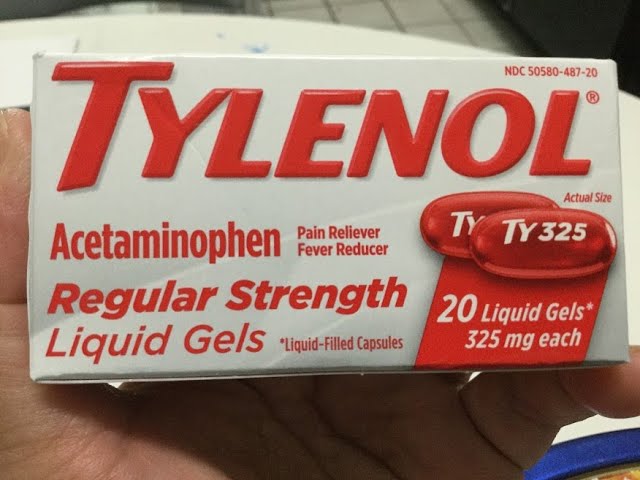 NDC 50580-487-20
TYLENOL®
Actual Size
Acetaminophen
Pain Reliever
Fever Reducer
TY
TY 325
Regular Strength
Liquid Gels
*Liquid-Filled Capsules
20 Liquid Gels*
325 mg each